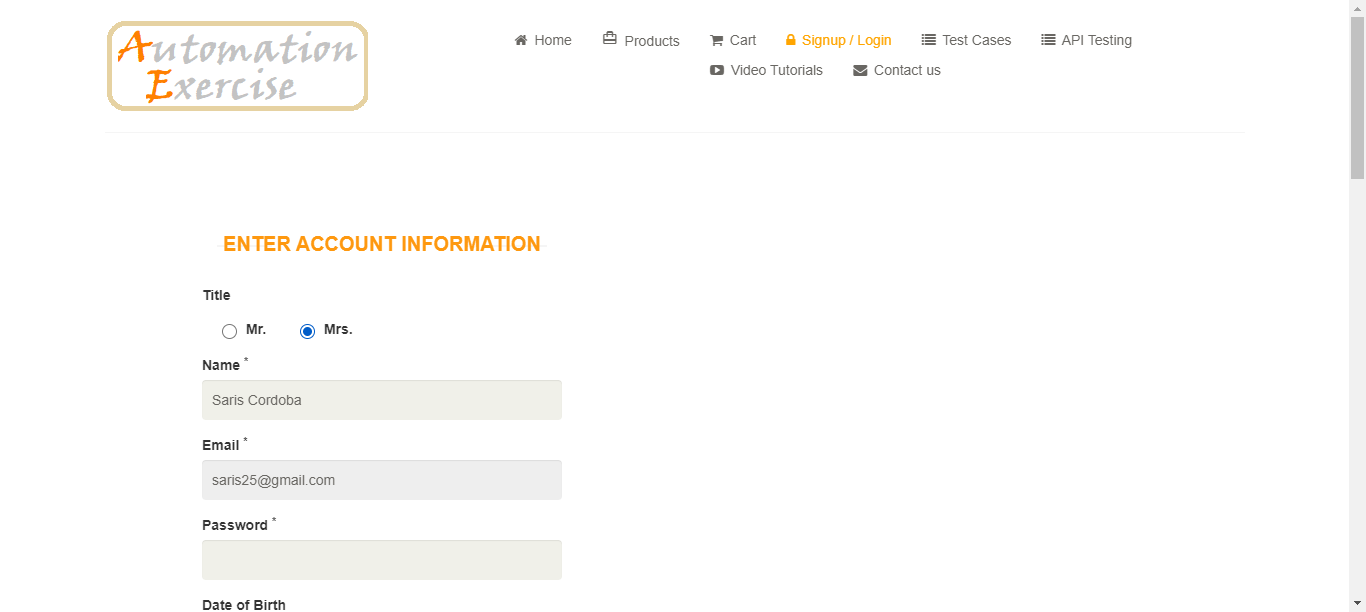 Automation
Exercise
Home Products Cart Signup / Login Test Cases API Testing
Video Tutorials Contact us
ENTER ACCOUNT INFORMATION
Title
Mr. Mrs.
Name *
Saris Cordoba
Email *
saris25@gmail.com
Password *
Date of Birth